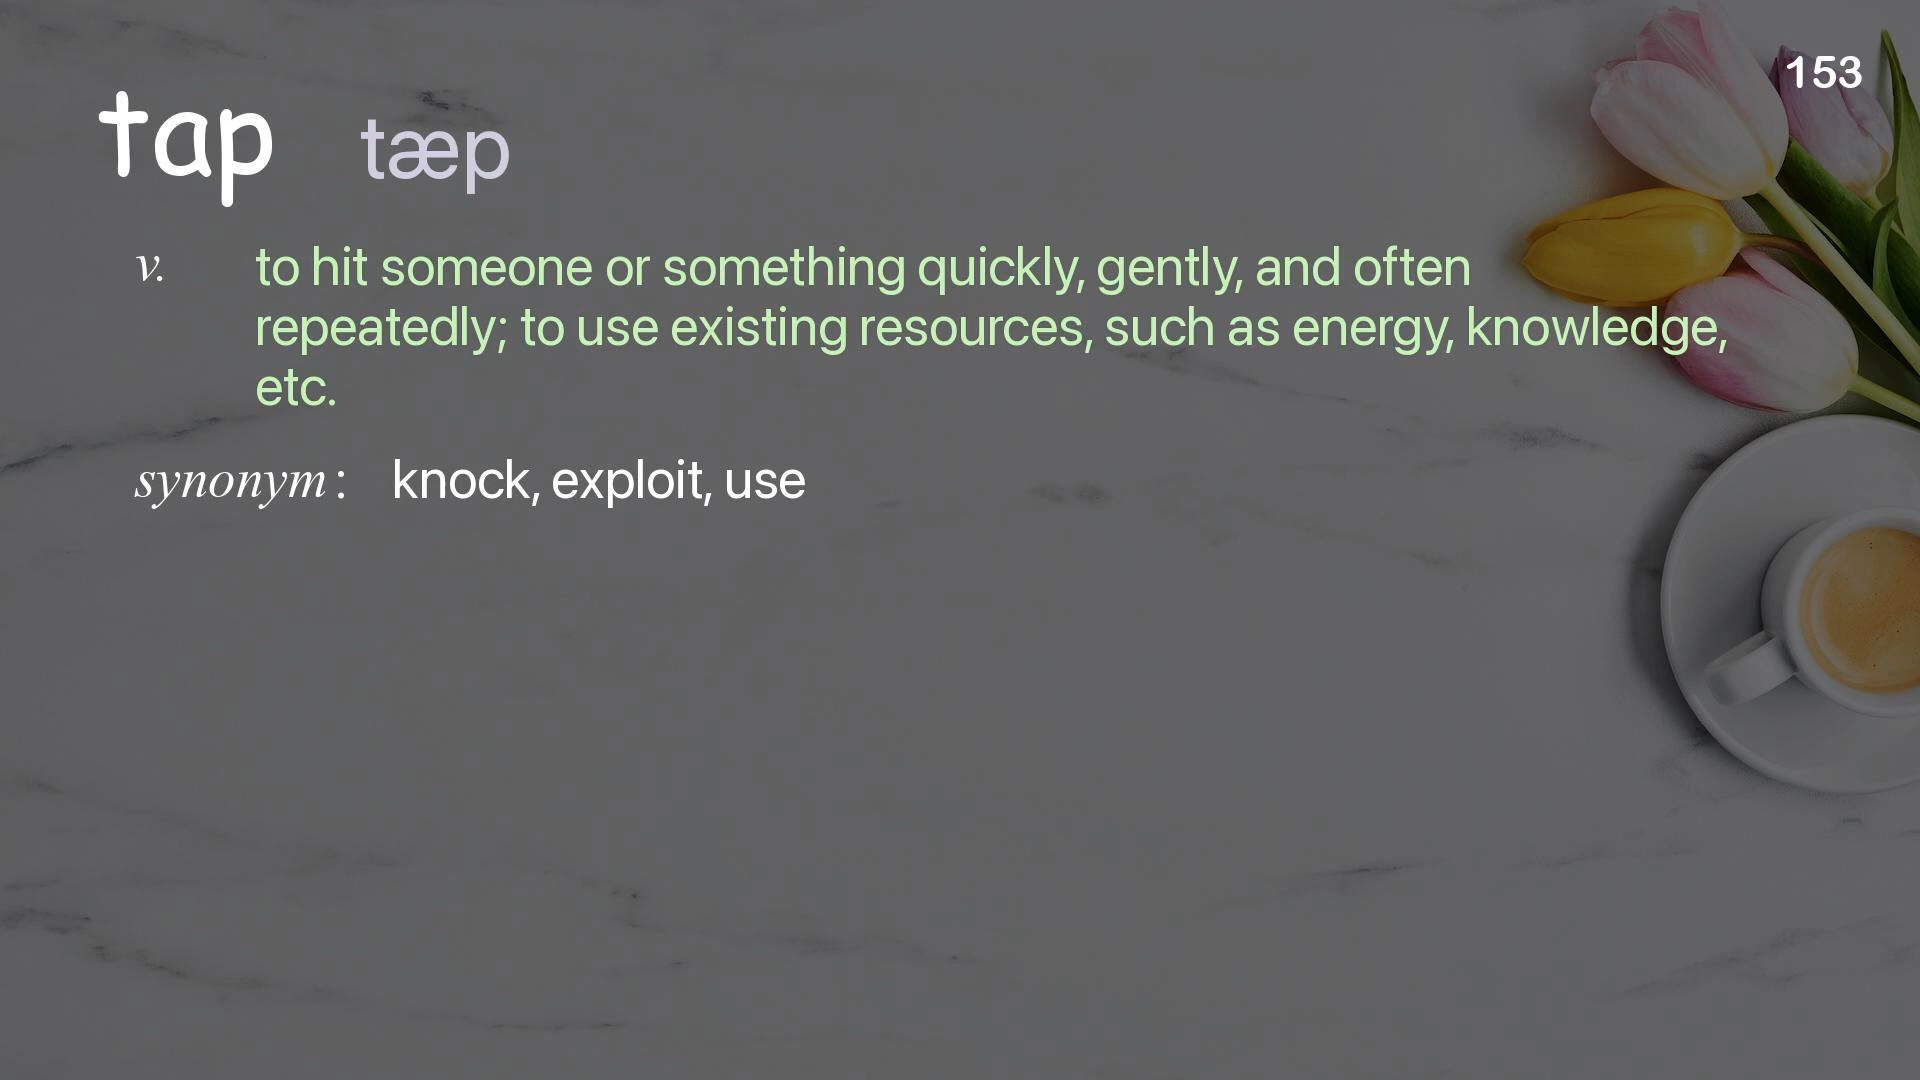 153
tap tæp
v. to hit someone or something quickly, gently, and often
repeatedly; to use existing resources, such as energy, knowledge,
etc.
synonym: knock, exploit, use